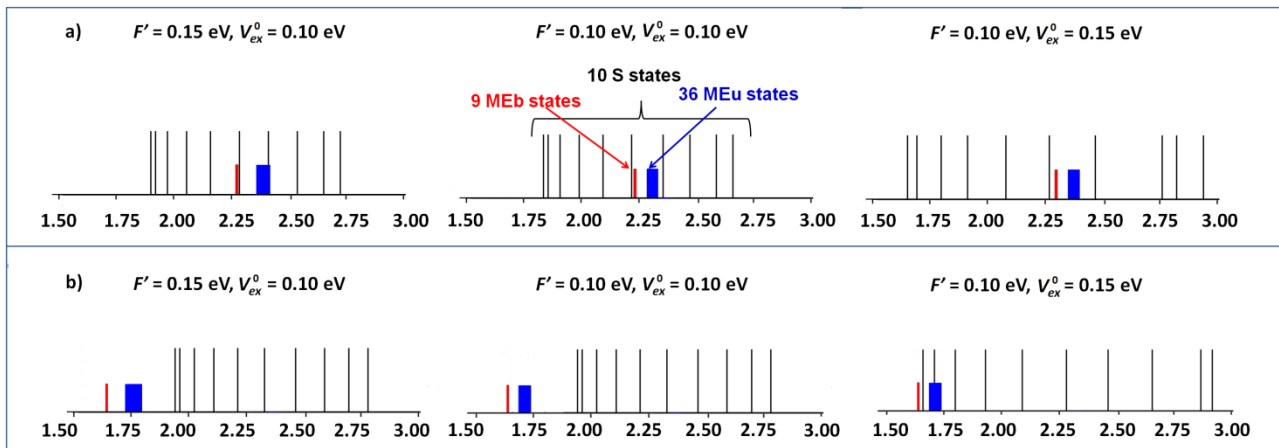 a)
F' = 0.15 eV, V⁰ₑₓ = 0.10 eV
F' = 0.10 eV, V⁰ₑₓ = 0.10 eV
F' = 0.10 eV, V⁰ₑₓ = 0.15 eV
10 S states
9 MEb states
36 MEu states
1.50 1.75 2.00 2.25 2.50 2.75 3.00
1.50 1.75 2.00 2.25 2.50 2.75 3.00
1.50 1.75 2.00 2.25 2.50 2.75 3.00
b)
F' = 0.15 eV, V⁰ₑₓ = 0.10 eV
F' = 0.10 eV, V⁰ₑₓ = 0.10 eV
F' = 0.10 eV, V⁰ₑₓ = 0.15 eV
1.50 1.75 2.00 2.25 2.50 2.75 3.00
1.50 1.75 2.00 2.25 2.50 2.75 3.00
1.50 1.75 2.00 2.25 2.50 2.75 3.00